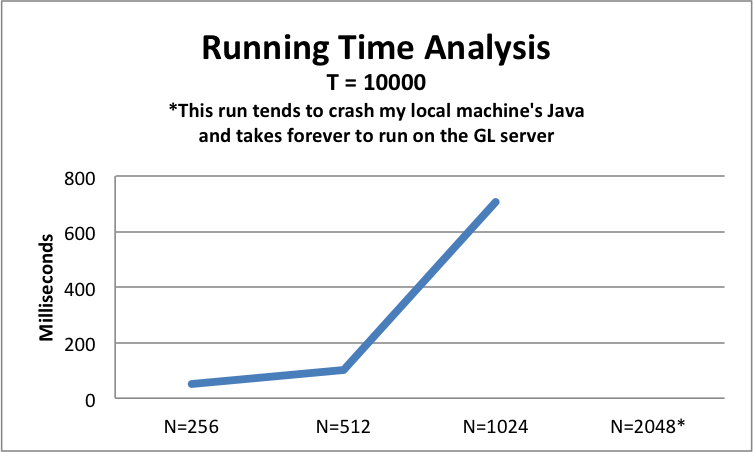 Running Time Analysis
T = 10000
*This run tends to crash my local machine's Java
and takes forever to run on the GL server
800
600
400
200
0
Milliseconds
N=256 N=512 N=1024 N=2048*